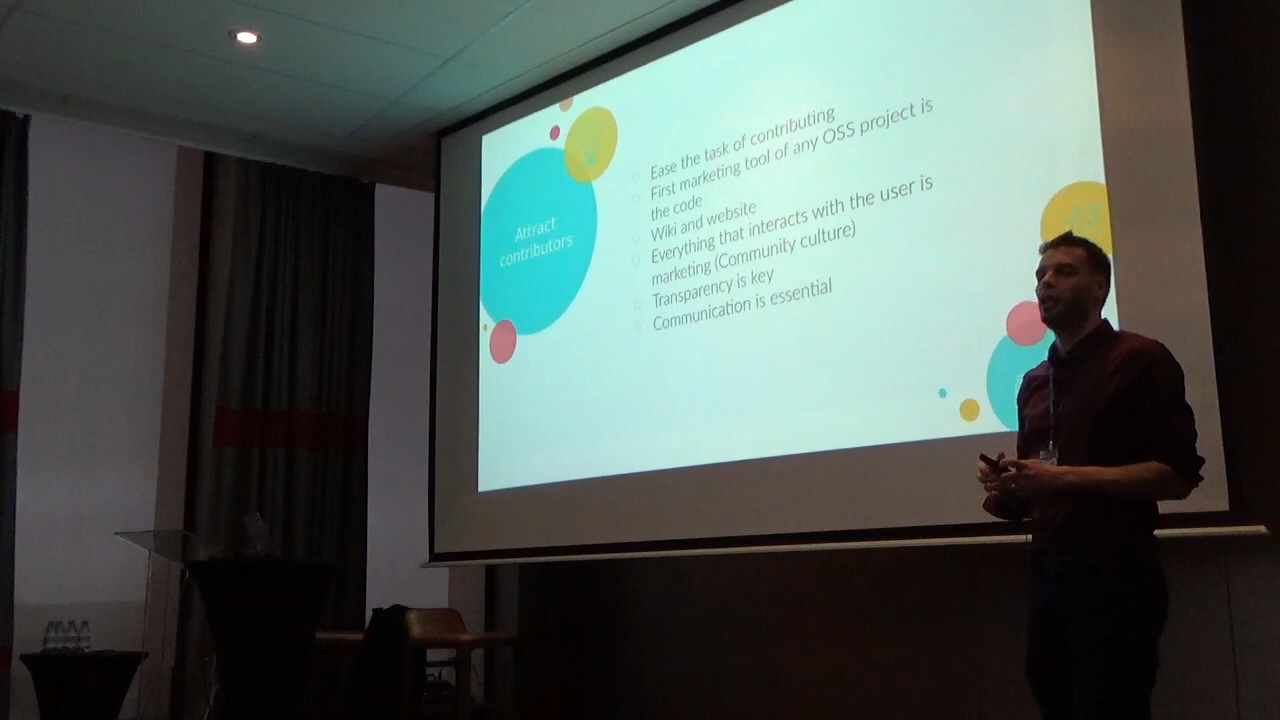 Attract
contributors
Ease the task of contributing
First marketing tool of any OSS project is
the code
Wiki and website
Everything that interacts with the user is
marketing (Community culture)
Transparency is key
Communication is essential